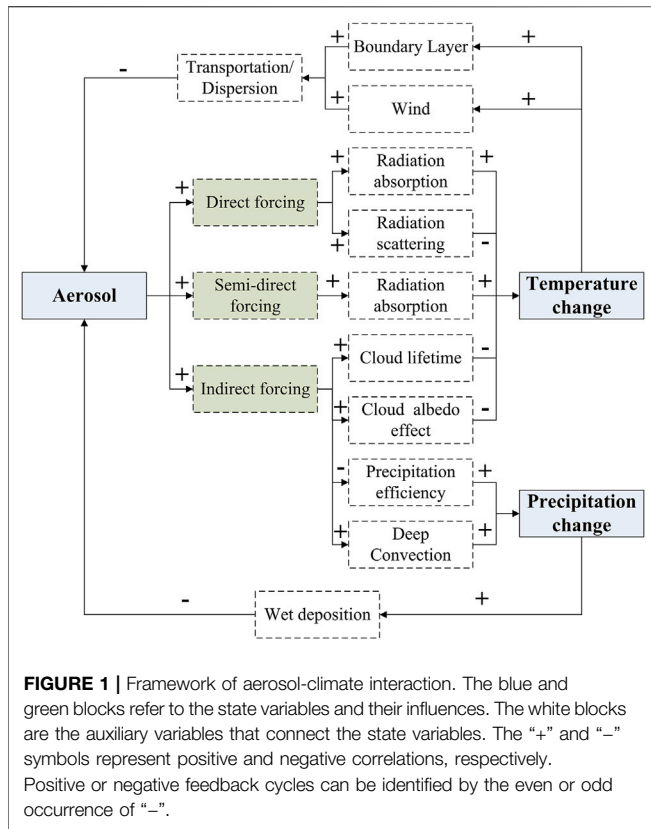 +
Boundary Layer
+
-
Transportation/
Dispersion
+
Wind
+
+
Radiation
absorption
+
+
Direct forcing
+
Radiation
scattering
-
Aerosol
+
Semi-direct
forcing
+
Radiation
absorption
+
Temperature
change
+
Indirect forcing
+
Cloud lifetime
-
+
Cloud albedo
effect
-
-
Precipitation
efficiency
+
Precipitation
change
+
Deep
Convection
+
-
Wet deposition
+
FIGURE 1 | Framework of aerosol-climate interaction. The blue and
green blocks refer to the state variables and their influences. The white blocks
are the auxiliary variables that connect the state variables. The “+” and “−”
symbols represent positive and negative correlations, respectively.
Positive or negative feedback cycles can be identified by the even or odd
occurrence of “−”.